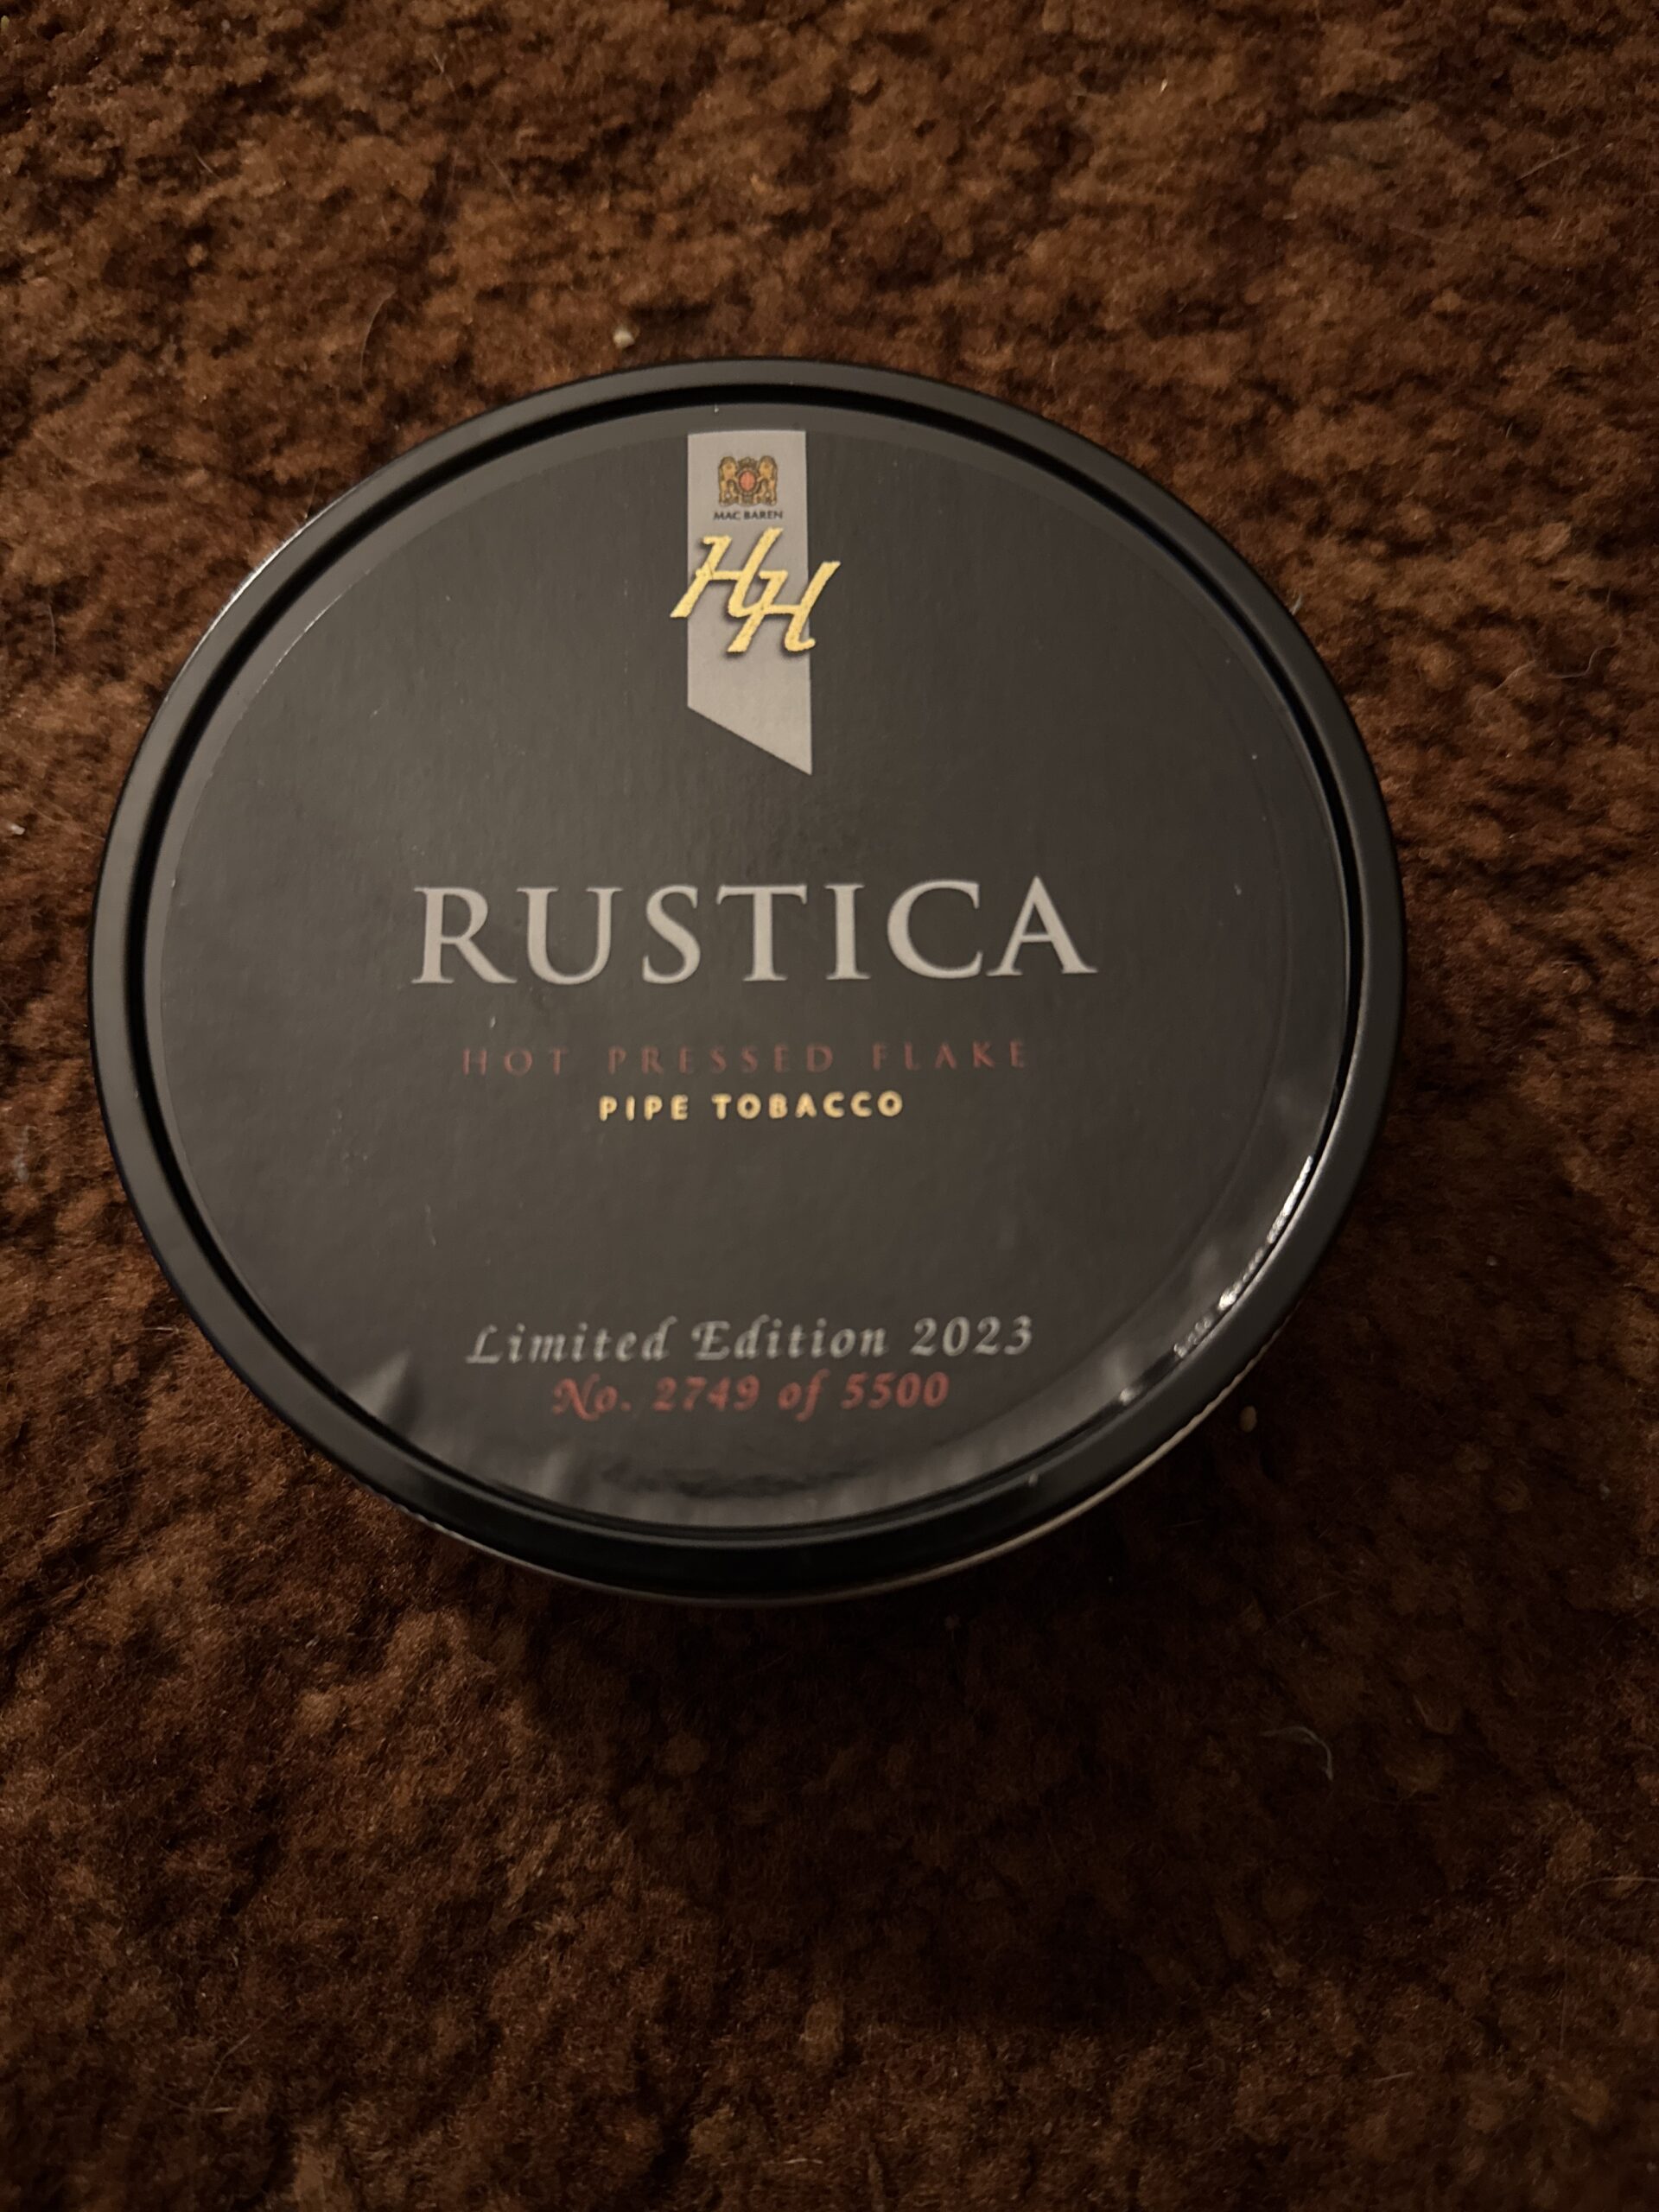 MAC BAREN
HH
RUSTICA
HOT PRESSED FLAKE
PIPE TOBACCO
Limited Edition 2023
No. 2749 of 5500